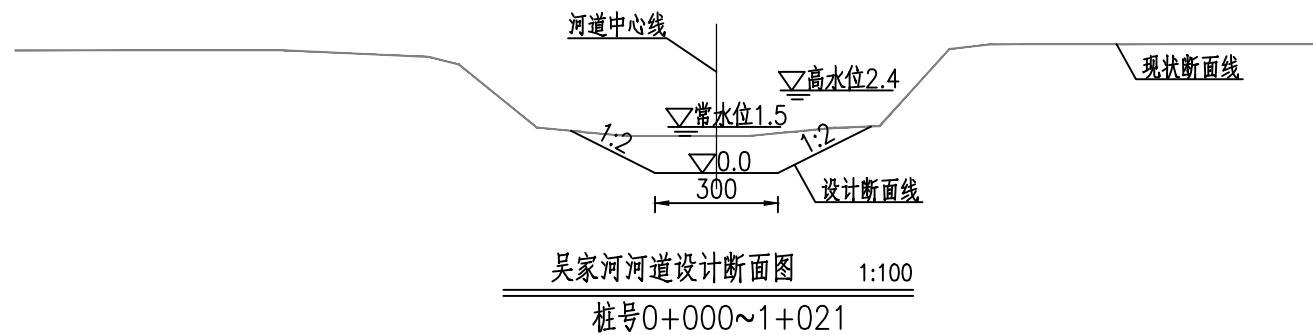 河道中心线
高水位2.4
现状断面线
常水位1.5
1:2
1:2
0.0
设计断面线
300
吴家河河道设计断面图 1:100
桩号0+000~1+021